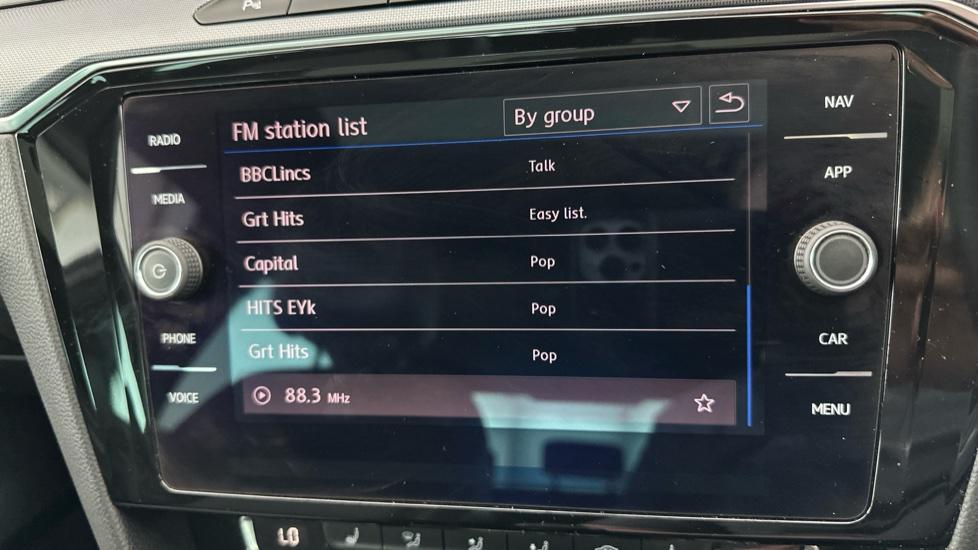 FM station list By group
BBCLincs Talk
Grt Hits Easy list.
Capital Pop
HITS EYk Pop
Grt Hits Pop
88.3 MHz
RADIO
MEDIA
PHONE
VOICE
NAV
APP
CAR
MENU
LO